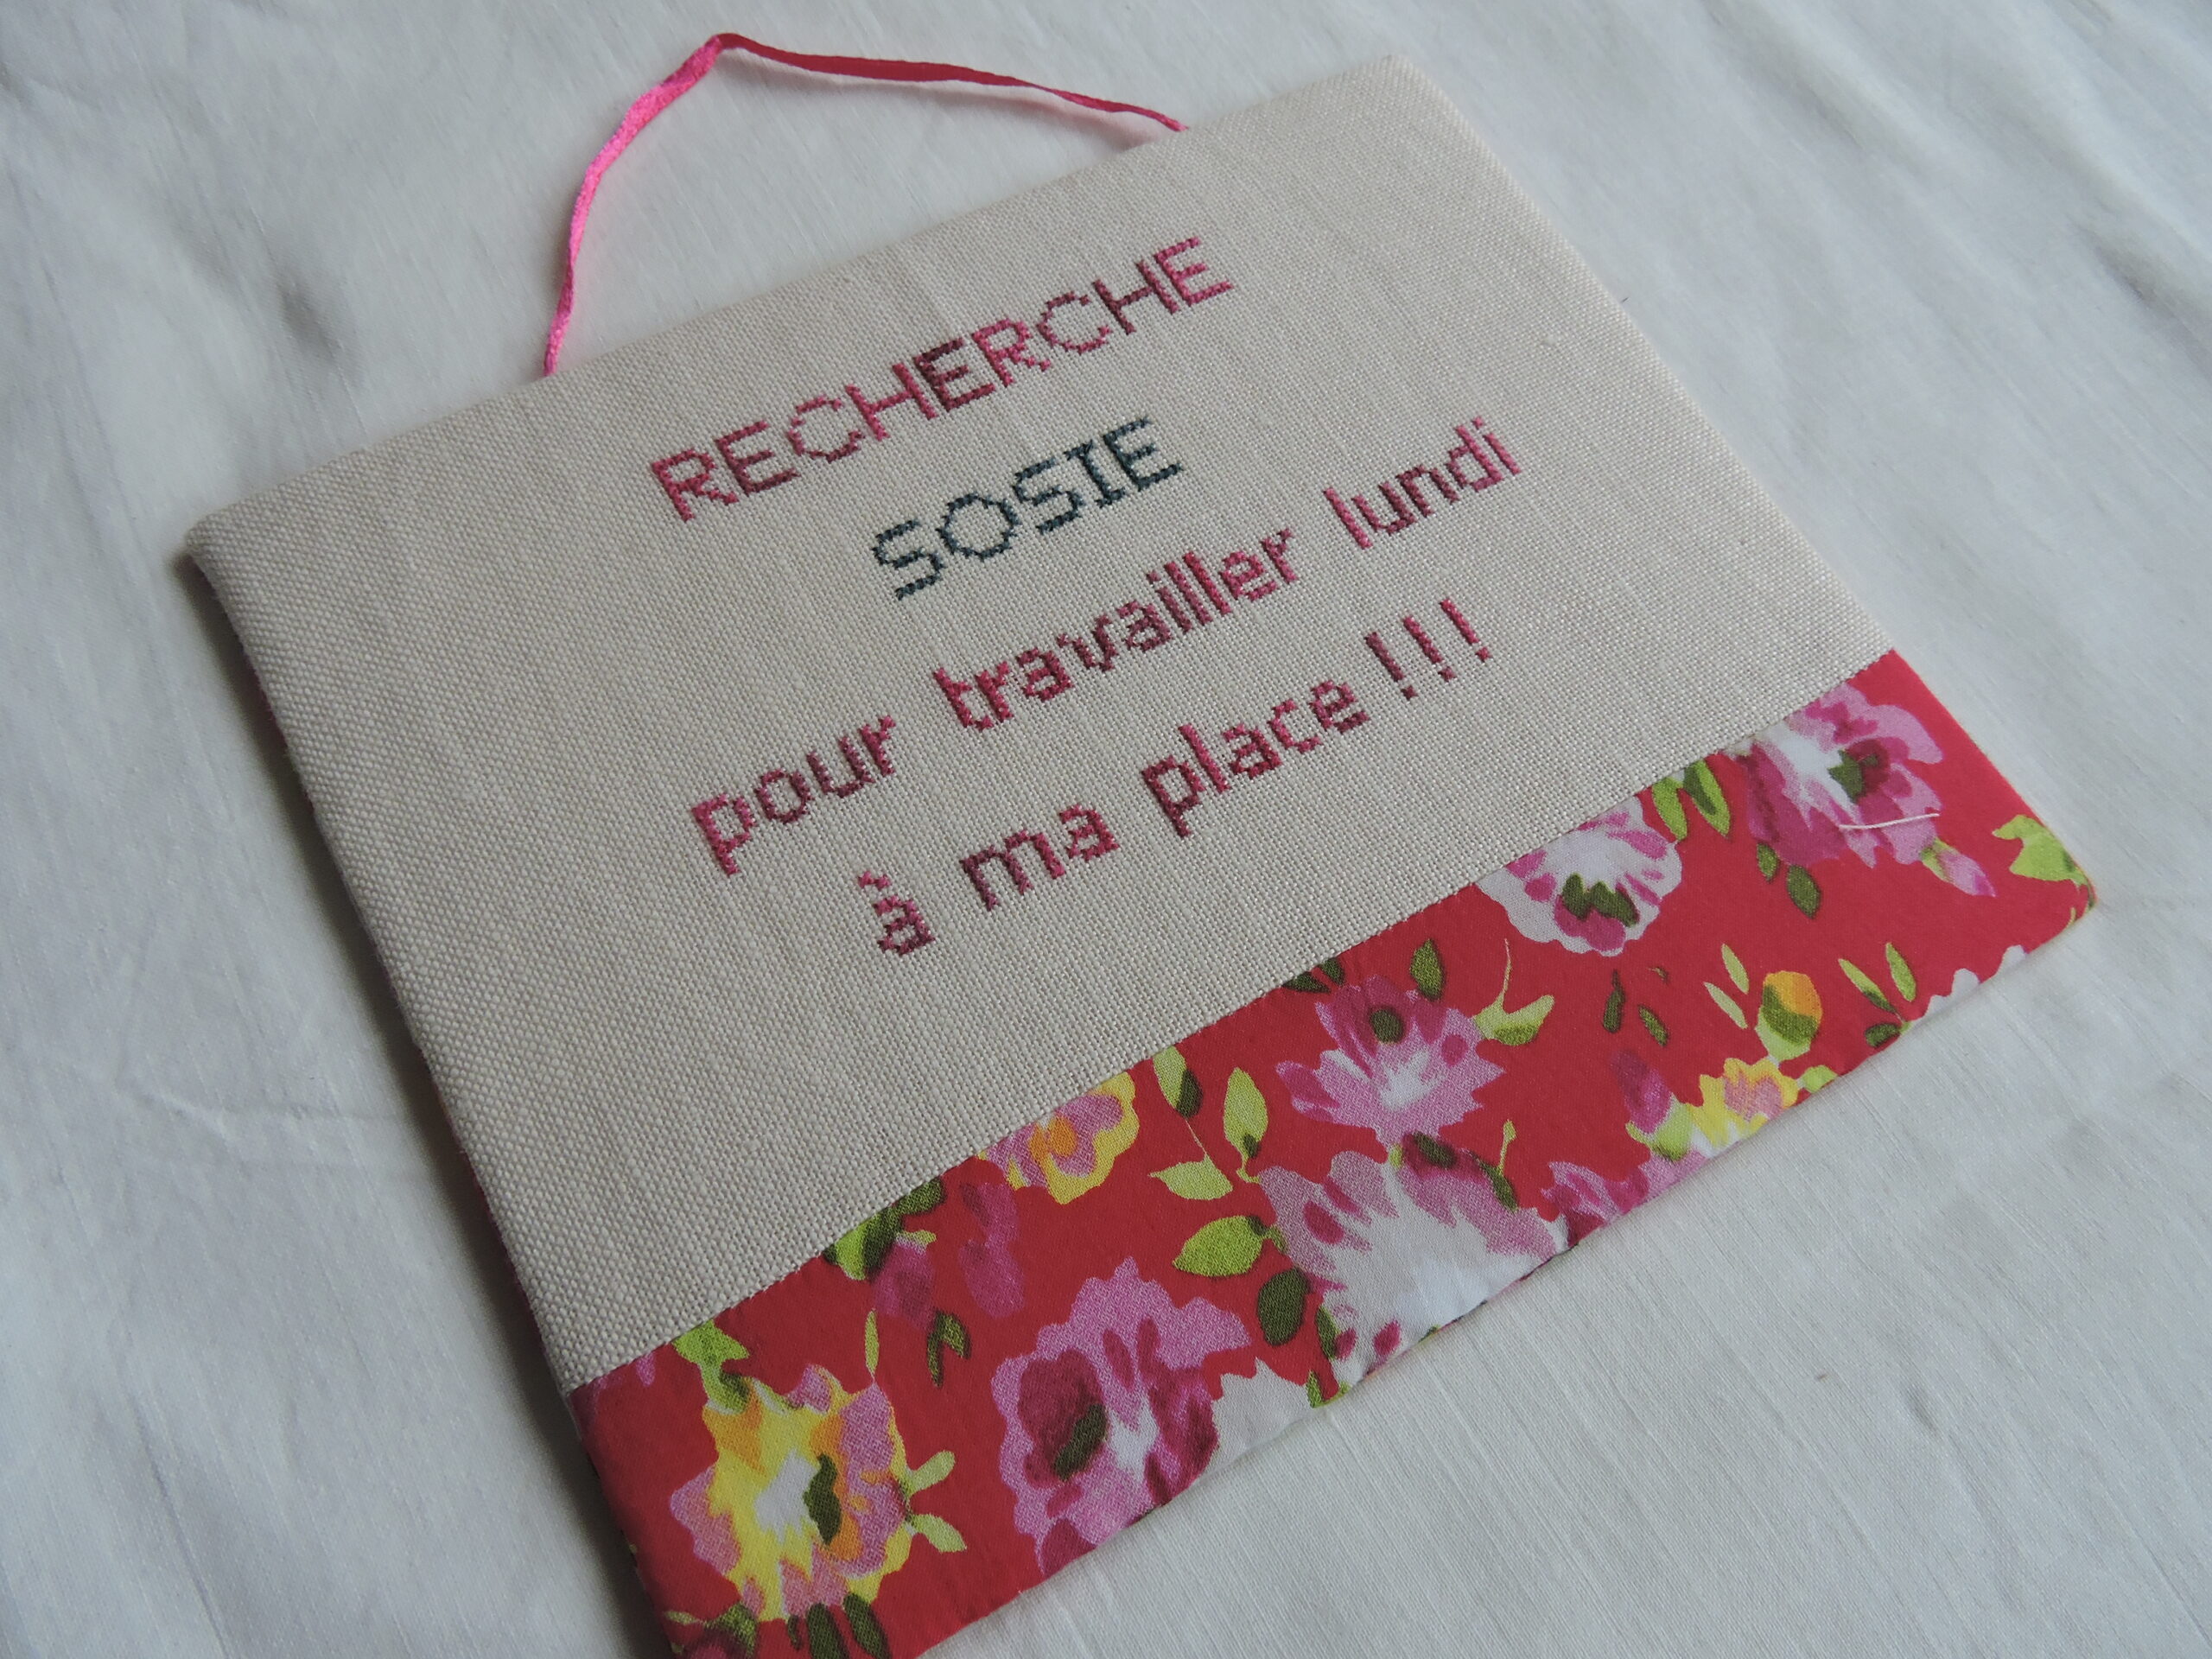 RECHERCHE
SOSIE
pour travailler lundi
à ma place !!!